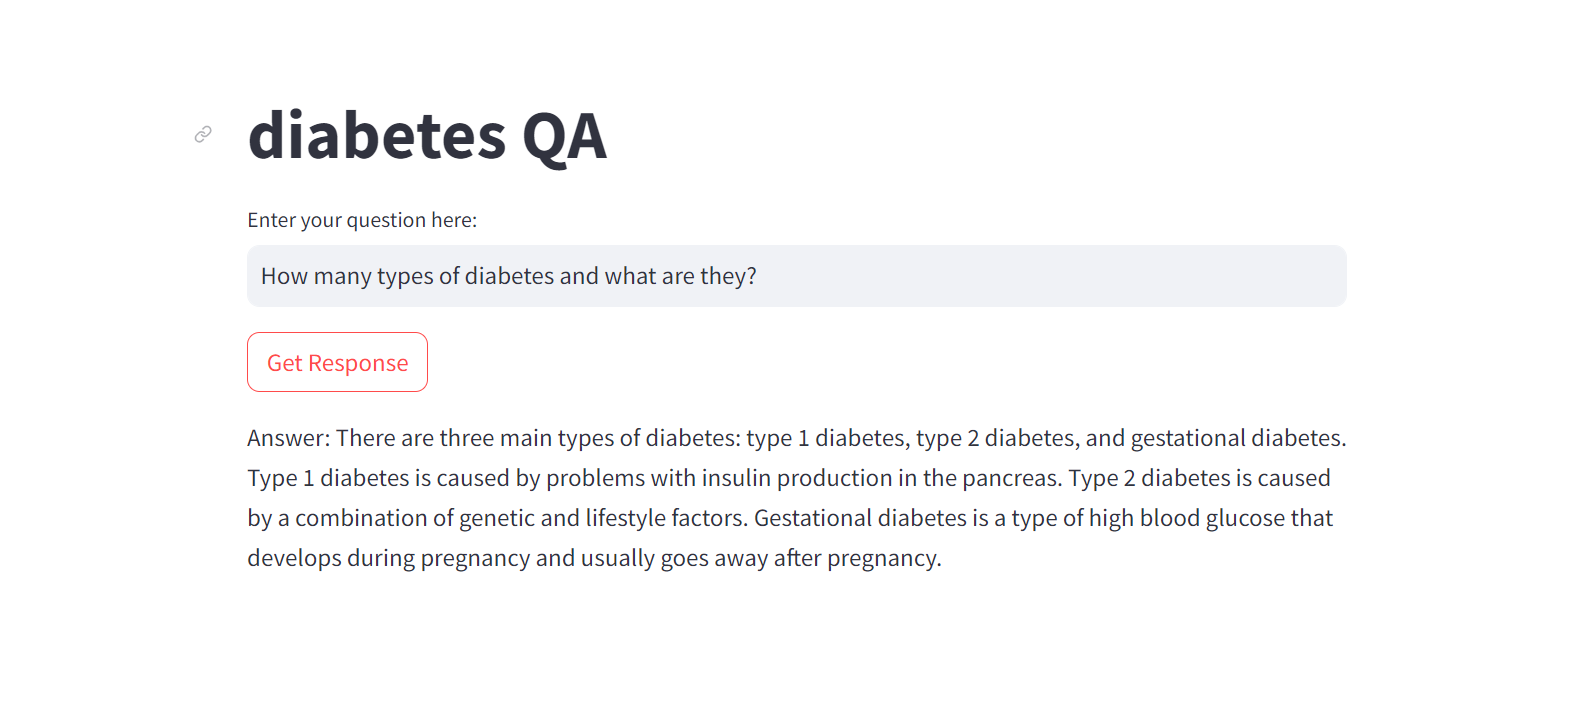 diabetes QA
Enter your question here:
How many types of diabetes and what are they?
Get Response
Answer: There are three main types of diabetes: type 1 diabetes, type 2 diabetes, and gestational diabetes.
Type 1 diabetes is caused by problems with insulin production in the pancreas. Type 2 diabetes is caused
by a combination of genetic and lifestyle factors. Gestational diabetes is a type of high blood glucose that
develops during pregnancy and usually goes away after pregnancy.